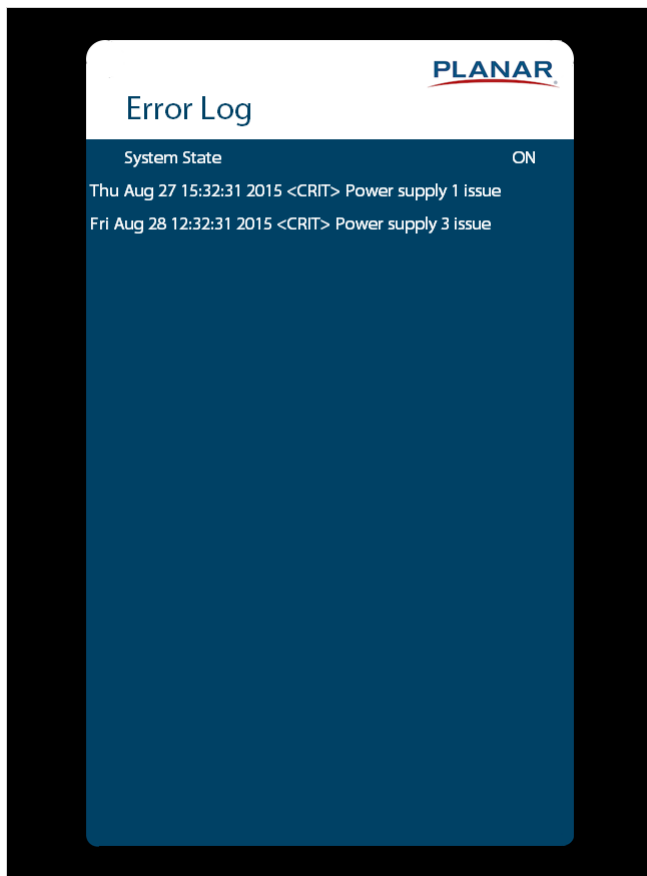 PLANAR
Error Log
System State ON
Thu Aug 27 15:32:31 2015 <CRIT> Power supply 1 issue
Fri Aug 28 12:32:31 2015 <CRIT> Power supply 3 issue